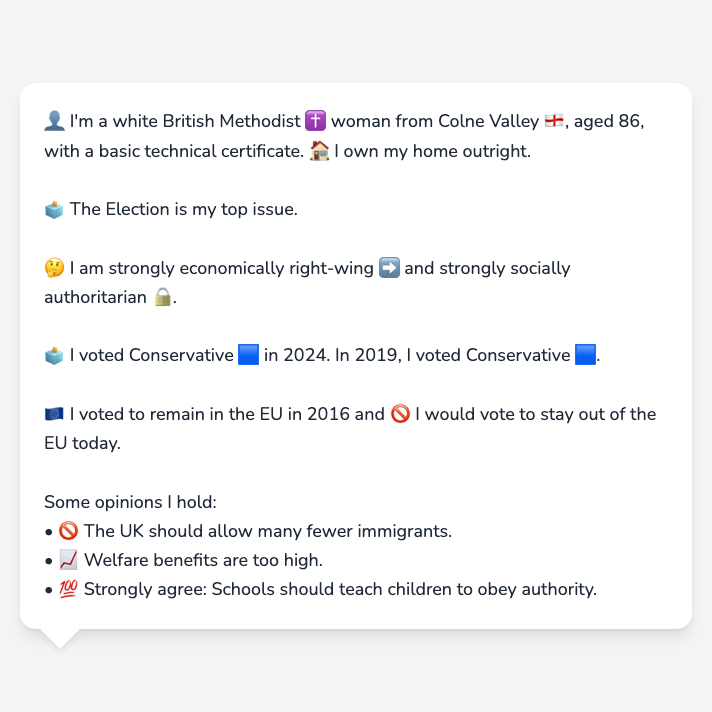 👤 I'm a white British Methodist ✝️ woman from Colne Valley 🏴󠁧󠁢󠁥󠁮󠁧󠁿, aged 86,
with a basic technical certificate. 🏠 I own my home outright.
🗳️ The Election is my top issue.
🤔 I am strongly economically right-wing ➡️ and strongly socially
authoritarian 🔒.
🗳️ I voted Conservative 🟦 in 2024. In 2019, I voted Conservative 🟦.
🇪🇺 I voted to remain in the EU in 2016 and 🚫 I would vote to stay out of the
EU today.
Some opinions I hold:
• 🚫 The UK should allow many fewer immigrants.
• 📈 Welfare benefits are too high.
• 💯 Strongly agree: Schools should teach children to obey authority.